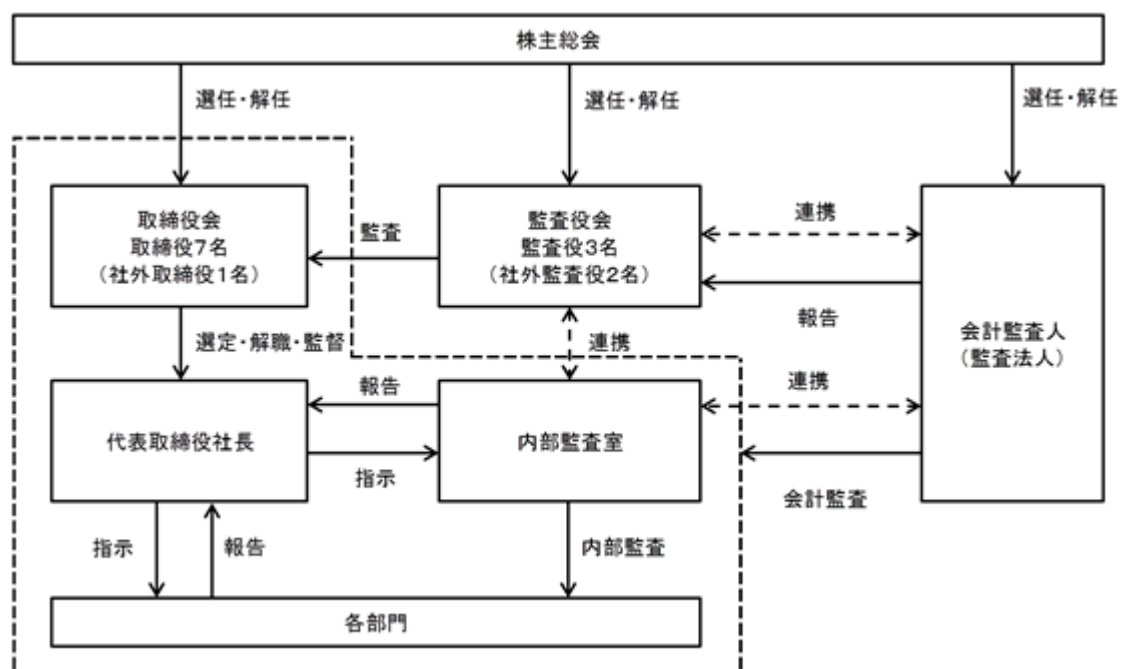 株主総会
選任・解任
選任・解任
選任・解任
取締役会
取締役7名
(社外取締役1名)
監査
監査役会
監査役3名
(社外監査役2名)
連携
報告
会計監査人
(監査法人)
選定・解職・監督
連携
連携
報告
代表取締役社長
内部監査室
指示
会計監査
指示
報告
内部監査
各部門